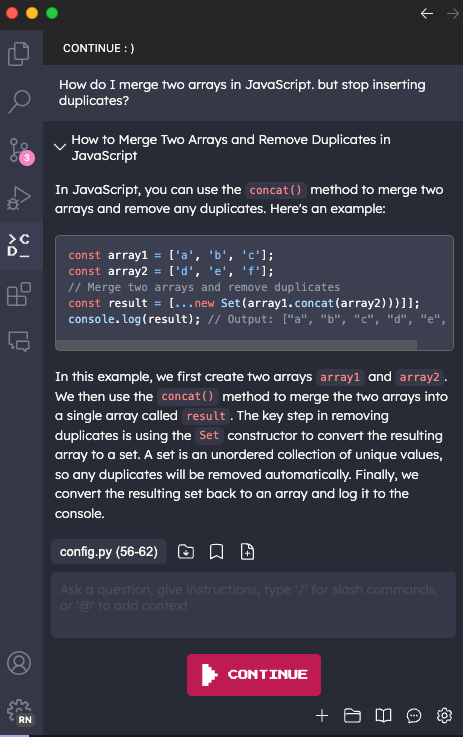 CONTINUE : )
How do I merge two arrays in JavaScript. but stop inserting
duplicates?
How to Merge Two Arrays and Remove Duplicates in
JavaScript
In JavaScript, you can use the concat() method to merge two
arrays and remove any duplicates. Here's an example:
const array1 = ['a', 'b', 'c'];
const array2 = ['d', 'e', 'f'];
// Merge two arrays and remove duplicates
const result = [...new Set(array1.concat(array2)))]];
console.log(result); // Output: ["a", "b", "c", "d", "e",
In this example, we first create two arrays array1 and array2.
We then use the concat() method to merge the two arrays into
a single array called result. The key step in removing
duplicates is using the Set constructor to convert the resulting
array to a set. A set is an unordered collection of unique values,
so any duplicates will be removed automatically. Finally, we
convert the resulting set back to an array and log it to the
console.
config.py (56-62)
Ask a question, give instructions, type '/' for slash commands,
or '@' to add context
CONTINUE
3
>C
D_
RN